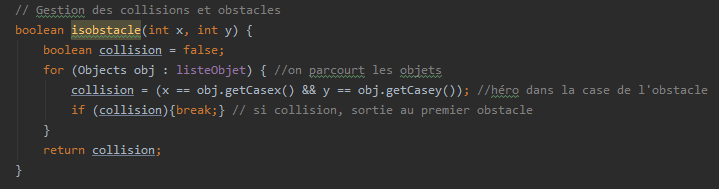 // Gestion des collisions et obstacles
boolean isobstacle(int x, int y) {
boolean collision = false;
for (Objects obj : listeObjet) { //on parcourt les objets
collision = (x == obj.getCasex() && y == obj.getCasey()); //héro dans la case de l'obstacle
if (collision){break;} // si collision, sortie au premier obstacle
}
return collision;
}